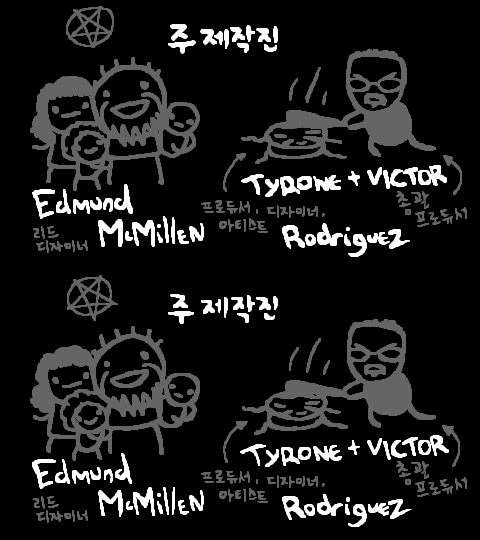 주 제작진
TYRONE + VICTOR
Edmund
프로듀서, 디자이너,
총괄
리드
McMillEN
아티스트
Rodriguez
프로듀서
디자이너
주 제작진
TYRONE + VICTOR
Edmund
프로듀서, 디자이너,
총괄
리드
McMillEN
아티스트
Rodriguez
프로듀서
디자이너